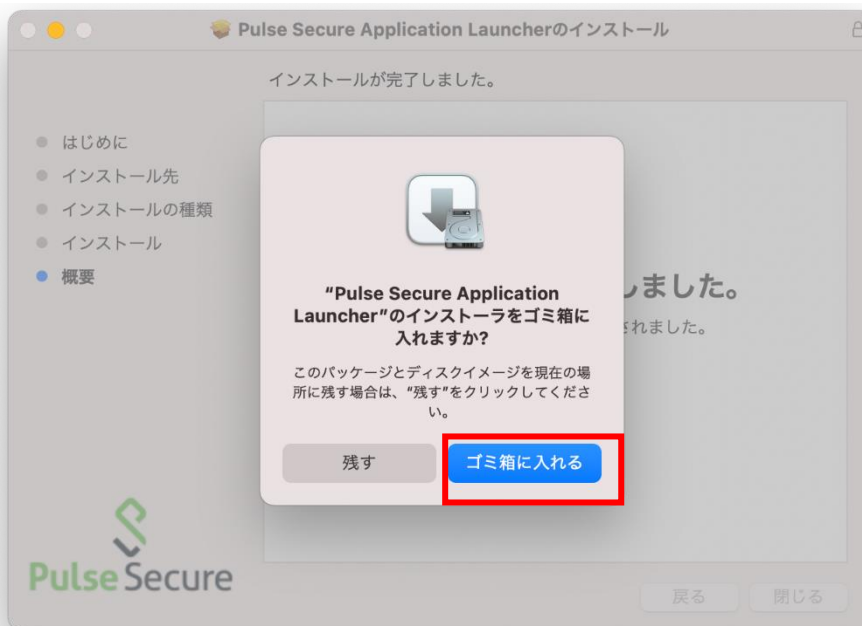 Pulse Secure Application Launcherのインストール
インストールが完了しました。
はじめに
インストール先
インストールの種類
インストール
概要
しました。
されました。
“Pulse Secure Application
Launcher”のインストーラをゴミ箱に
入れますか?
このパッケージとディスクイメージを現在の場
所に残す場合は、“残す”をクリックしてくださ
い。
残す
ゴミ箱に入れる
Pulse Secure
戻る
閉じる